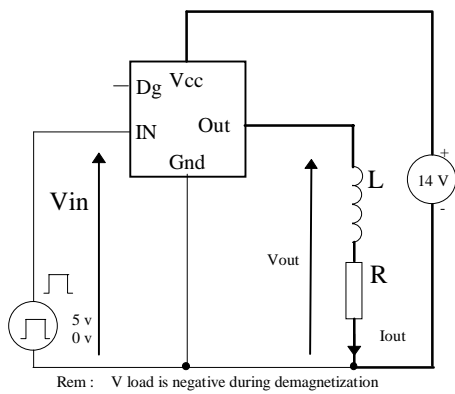 Vcc
Dg
IN
Out
Gnd
+
14 V
-
Vin
L
Vout
R
5 v
0 v
Iout
Rem : V load is negative during demagnetization